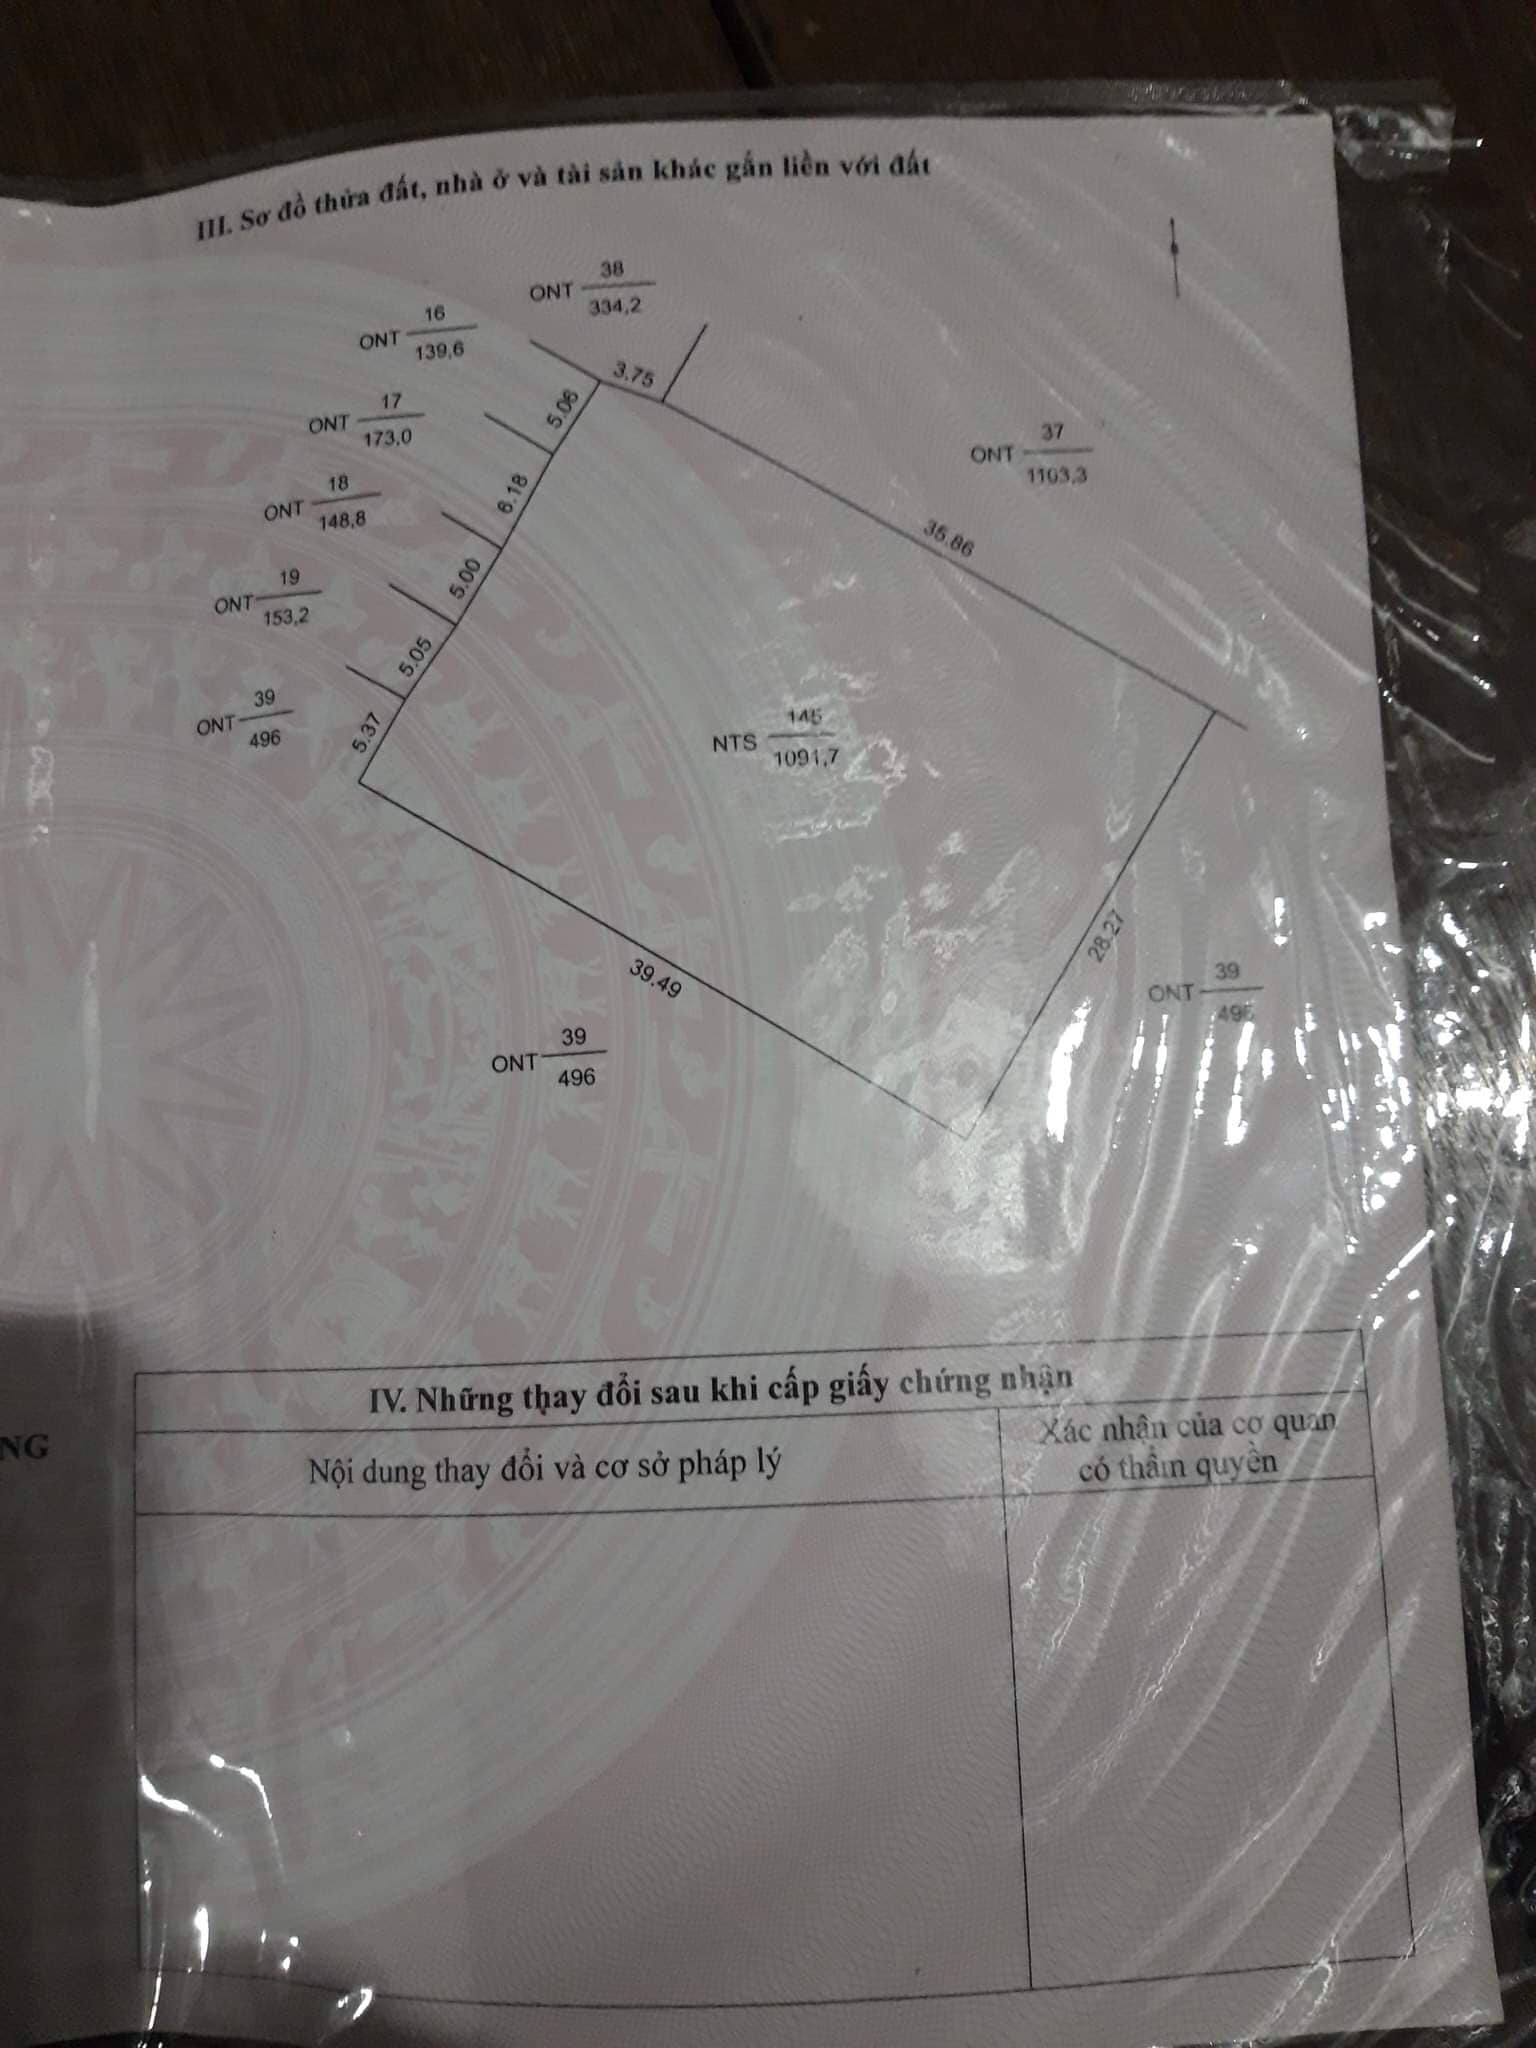 III. Sơ đồ thửa đất, nhà ở và tài sản khác gắn liền với đất
ONT 38
334,2
ONT 16
139,6
3.75
5.06
ONT 17
173,0
ONT 37
1103,3
6.18
ONT 18
148,8
35.86
5.00
ONT 19
153,2
5.05
ONT 39
496
5.37
NTS 145
1091,7
28.27
39.49
ONT 39
496
ONT 39
496
IV. Những thay đổi sau khi cấp giấy chứng nhận
Nội dung thay đổi và cơ sở pháp lý
Xác nhận của cơ quan
có thẩm quyền
NG